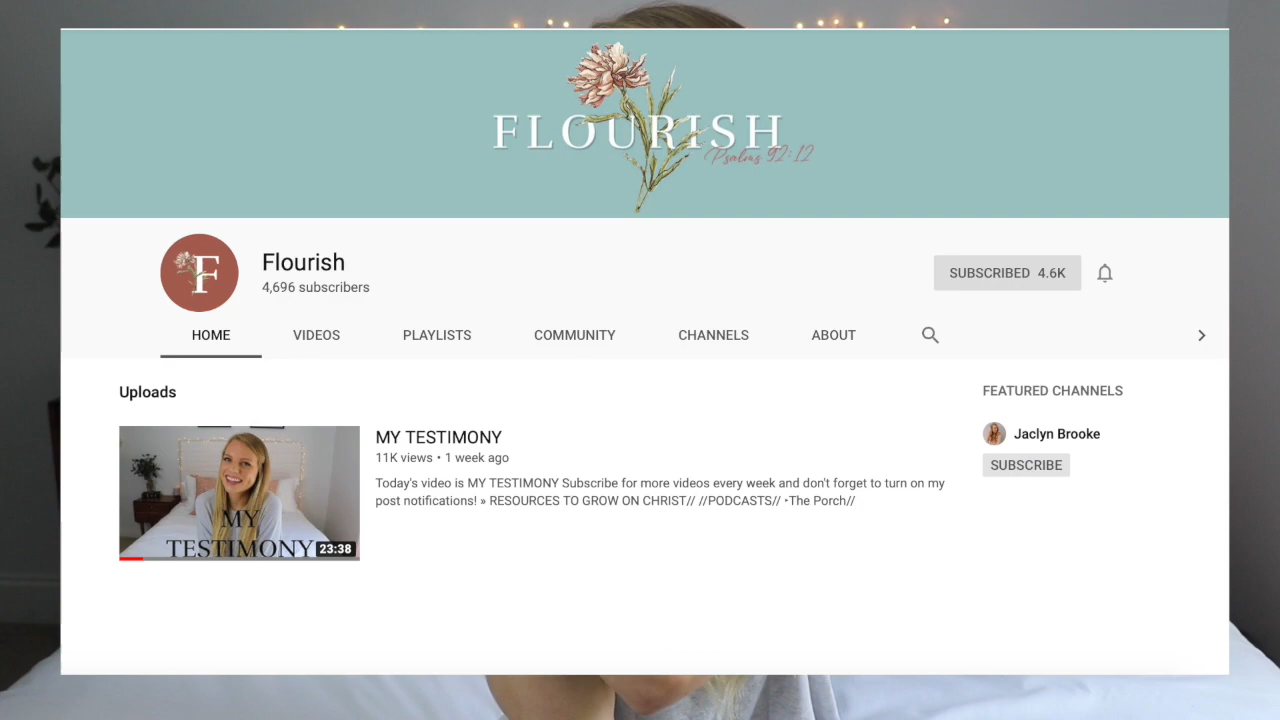 FLOURISH
Psalms 92:12
F
Flourish
4,696 subscribers
SUBSCRIBED 4.6K
HOME VIDEOS PLAYLISTS COMMUNITY CHANNELS ABOUT
Uploads
FEATURED CHANNELS
MY TESTIMONY
11K views • 1 week ago
Today's video is MY TESTIMONY Subscribe for more videos every week and don't forget to turn on my
post notifications! » RESOURCES TO GROW ON CHRIST// //PODCASTS// •The Porch//
MY
TESTIMONY
23:38
Jaclyn Brooke
SUBSCRIBE